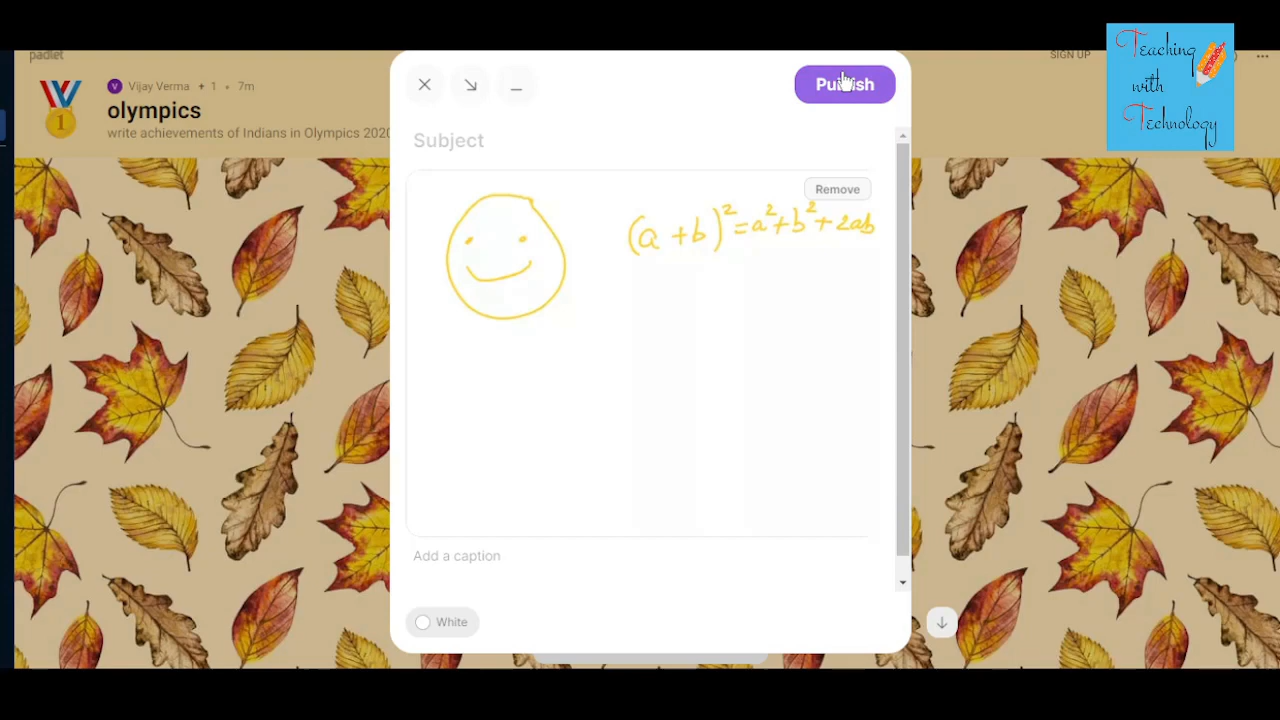 padlet
SIGN UP
Vijay Verma + 1 • 7m
olympics
write achievements of Indians in Olympics 2020
Publish
Subject
Remove
(a+b)²=a²+b²+2ab
Add a caption
White
Teaching
with
Technology
1
V